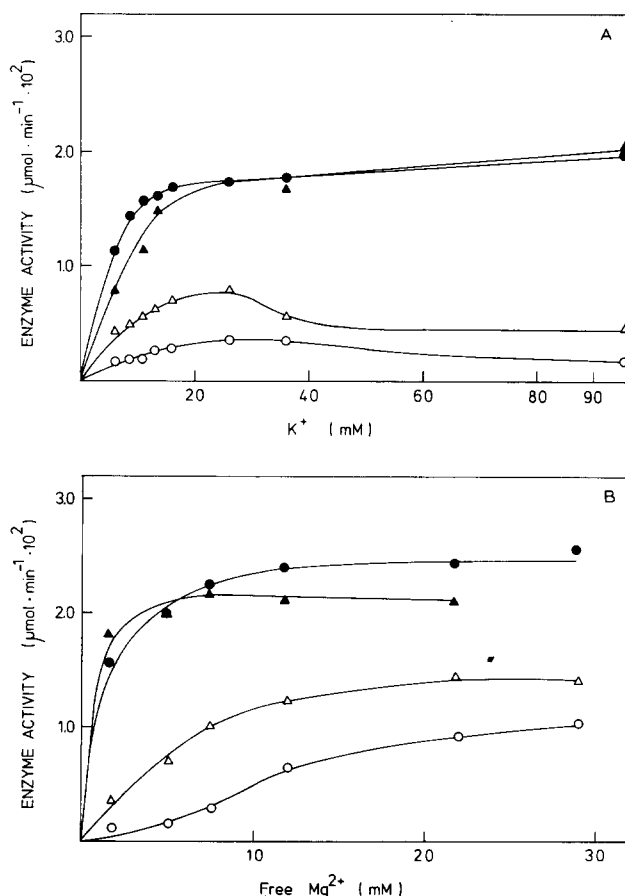 A
3.0
2.0
1.0
ENZYME ACTIVITY (μmol · min⁻¹ · 10²)
20 40 60 80 90
K⁺ (mM)
B
3.0
2.0
1.0
ENZYME ACTIVITY (μmol · min⁻¹ · 10²)
10 20 30
Free Mg²⁺ (mM)